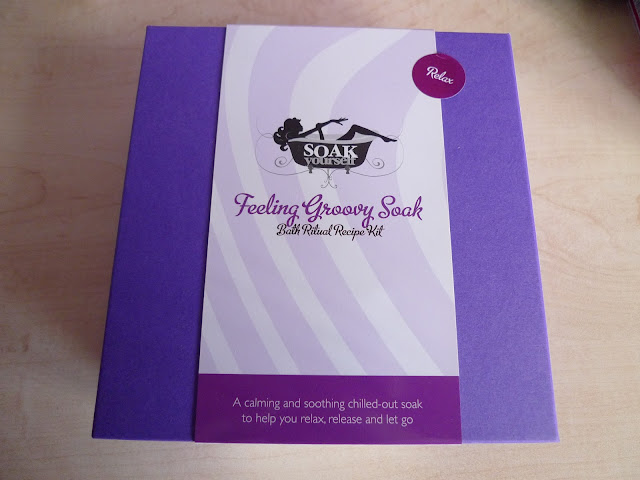 Relax
SOAK
yourself
Feeling Groovy Soak
Bath Ritual Recipe Kit
A calming and soothing chilled-out soak
to help you relax, release and let go